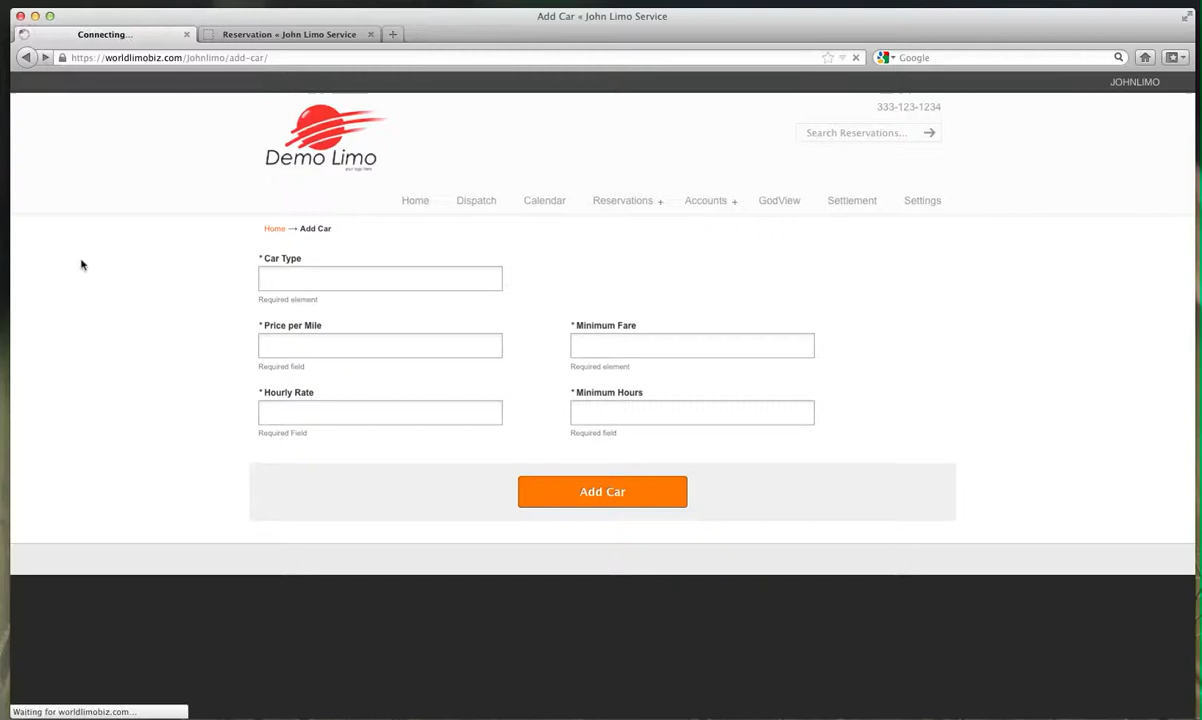 Add Car « John Limo Service
Connecting...
Reservation « John Limo Service
https://worldlimobiz.com/Johnlimo/add-car/
Google
JOHNLIMO
Demo Limo
your logo here
333-123-1234
Search Reservations...
Home Dispatch Calendar Reservations + Accounts + GodView Settlement Settings
Home → Add Car
* Car Type
Required element
* Price per Mile
Required field
* Minimum Fare
Required element
* Hourly Rate
Required Field
* Minimum Hours
Required field
Add Car
Waiting for worldlimobiz.com...